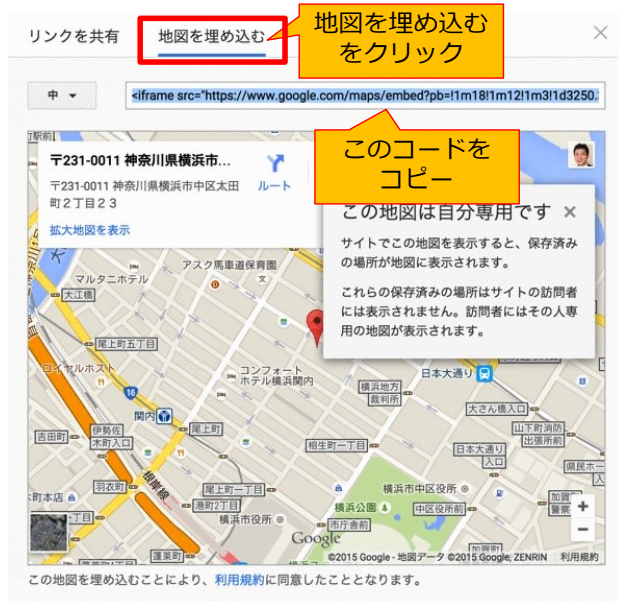 リンクを共有
地図を埋め込む
地図を埋め込む
をクリック
×
中
<iframe src="https://www.google.com/maps/embed?pb=!1m18!1m12!1m3!1d3250.
このコードを
コピー
〒231-0011 神奈川県横浜市...
〒231-0011 神奈川県横浜市中区太田
町2丁目23
ルート
拡大地図を表示
この地図は自分専用です ×
サイトでこの地図を表示すると、保存済み
の場所が地図に表示されます。
これらの保存済みの場所はサイトの訪問者
には表示されません。訪問者にはその人専
用の地図が表示されます。
アスク馬車道保育園
マルタニホテル
大江橋
尾上町五丁目
ロイヤルホスト
コンフォート
ホテル横浜関内
日本大通り
横浜地方
裁判所
16
大さん橋入口
関内
伊勢佐
木町入口
尾上町
山下町消防
出張所前
吉田町
相生町一丁目
日本大通り
入口
県民ホー
羽衣町
根岸線
尾上町一丁目
港町2丁目
横浜市中区役所
横浜公園
中区役所前
横浜市役所
市庁舎前
蓬莱町
Google
+
−
©2015 Google - 地図データ ©2015 Google, ZENRIN
利用規約
この地図を埋め込むことにより、利用規約に同意したこととなります。